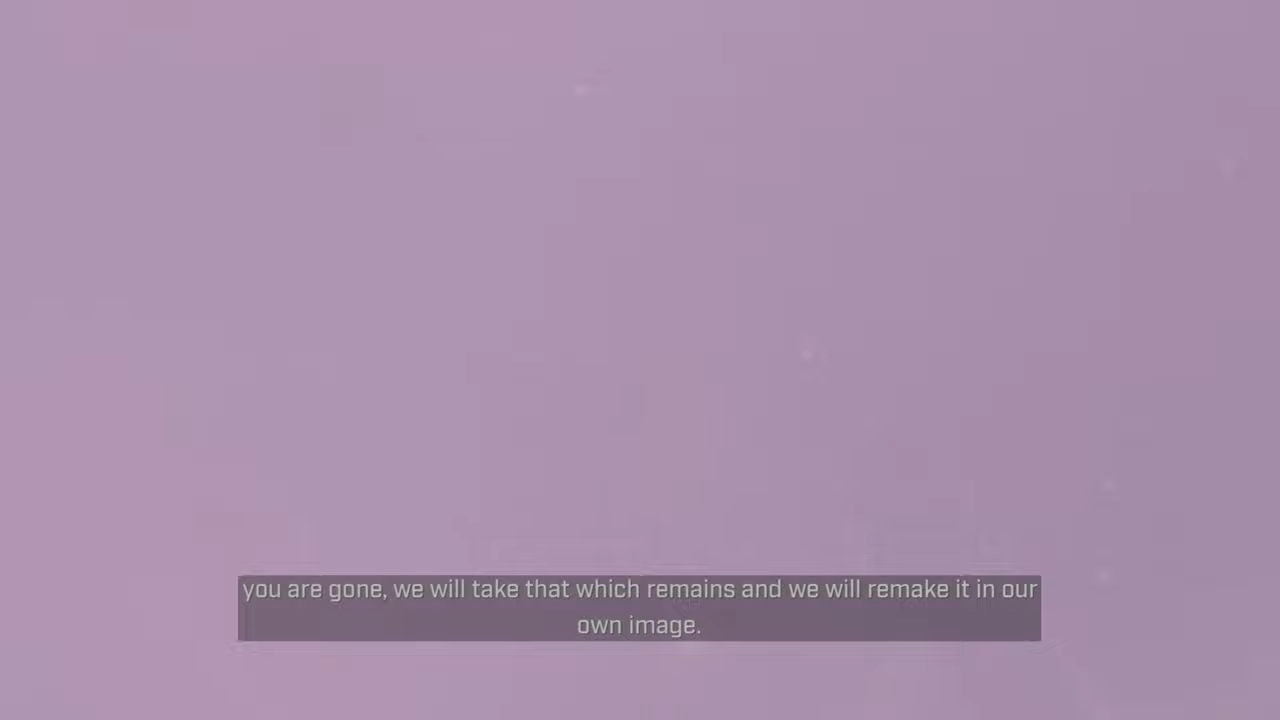 you are gone, we will take that which remains and we will remake it in our
own image.